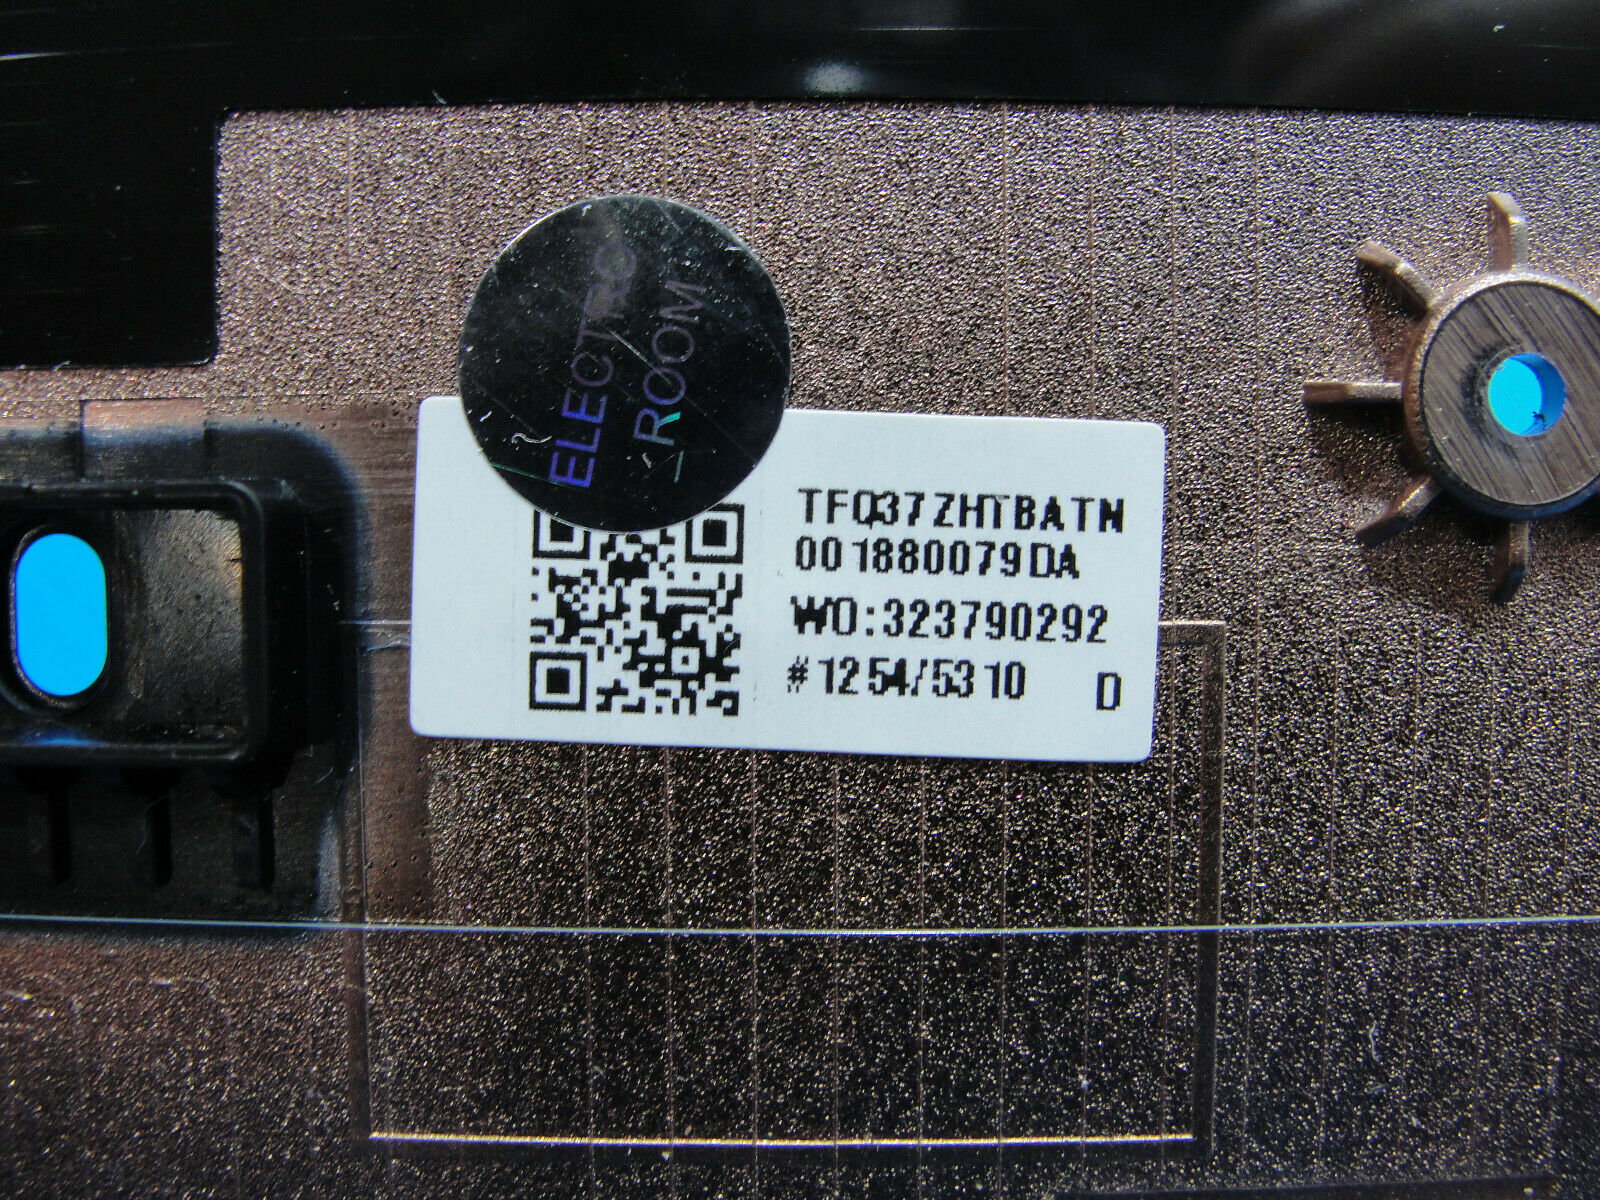 ELECTRO
ROOM
TFQ37ZHTBATN
001880079DA
WO:323790292
#1254/5310 D